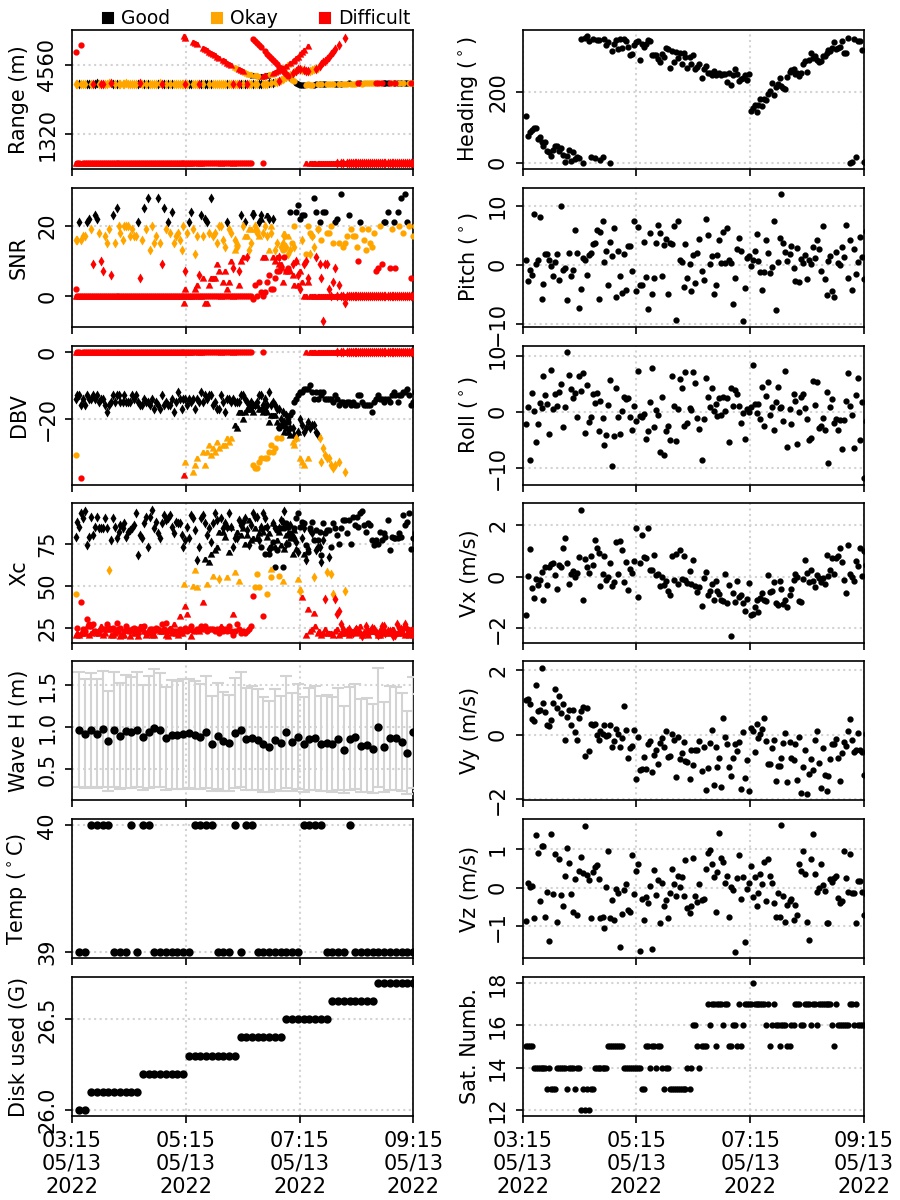 Good Okay Difficult
Range (m)
4560
1320
Heading (°)
200
0
SNR
20
0
Pitch (°)
10
0
−10
DBV
0
−20
Roll (°)
10
0
−10
Xc
75
50
25
Vx (m/s)
2
0
−2
Wave H (m)
1.5
1.0
0.5
Vy (m/s)
2
0
−2
Temp (°C)
40
39
Vz (m/s)
1
0
−1
Disk used (G)
26.5
26.0
Sat. Numb.
18
16
14
12
03:15 05:15 07:15 09:15 03:15 05:15 07:15 09:15
05/13 05/13 05/13 05/13 05/13 05/13 05/13 05/13
2022 2022 2022 2022 2022 2022 2022 2022